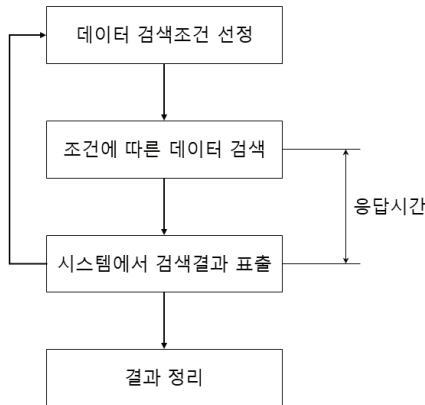 데이터 검색조건 선정
조건에 따른 데이터 검색
응답시간
시스템에서 검색결과 표출
결과 정리